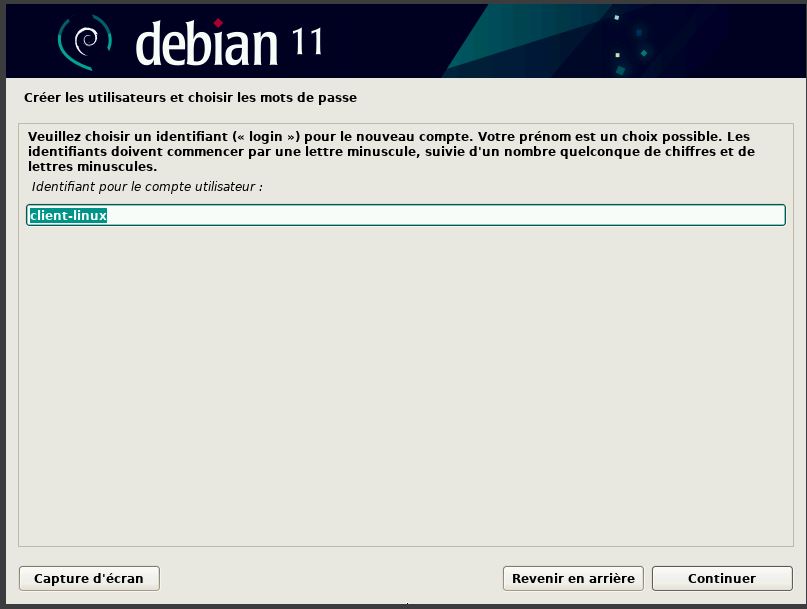 debian 11
Créer les utilisateurs et choisir les mots de passe
Veuillez choisir un identifiant (« login ») pour le nouveau compte. Votre prénom est un choix possible. Les
identifiants doivent commencer par une lettre minuscule, suivie d'un nombre quelconque de chiffres et de
lettres minuscules.
Identifiant pour le compte utilisateur :
client-linux
Capture d'écran
Revenir en arrière
Continuer